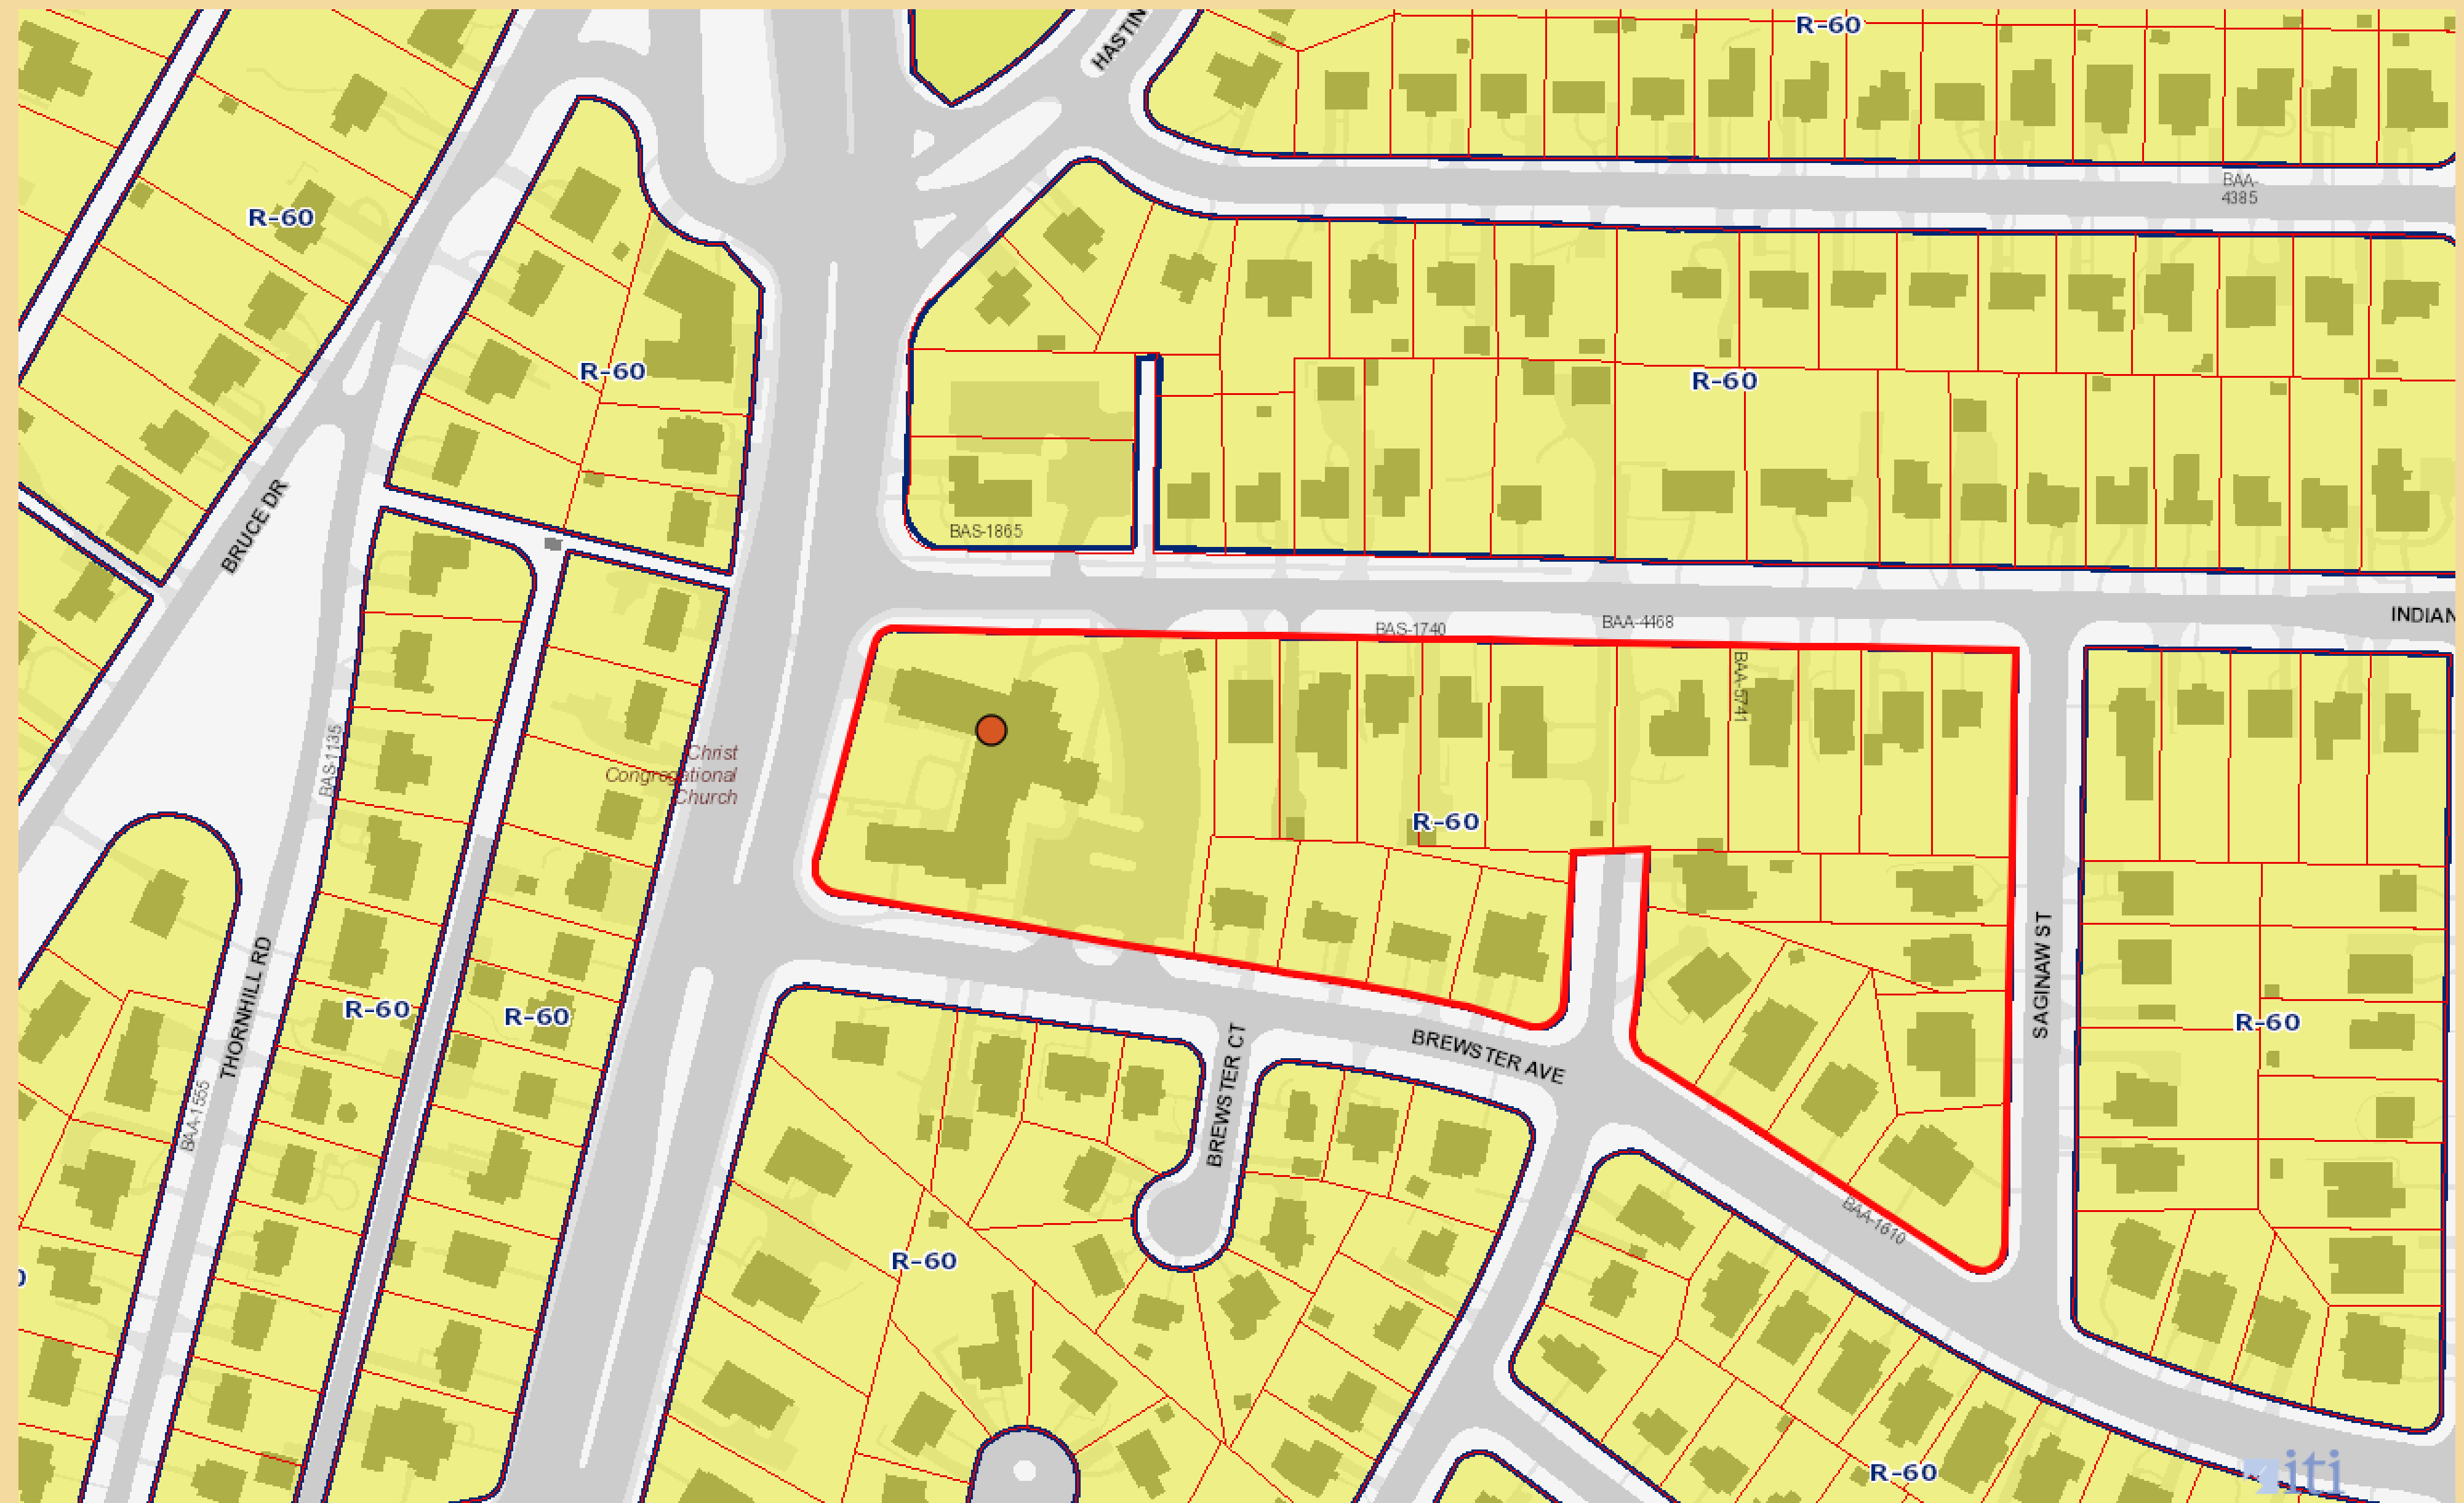 HASTIN
R-60
R-60
BAA-
4385
R-60
R-60
BRUCE DR
BAS-1865
INDIAN
BAS-1740
BAA-4468
BAA-5741
BAS-1135
Christ
Congregational
Church
R-60
SAGINAW ST
THORNHILL RD
R-60
R-60
R-60
BREWSTER AVE
BREWSTER CT
BAA-1555
BAA-1610
R-60
R-60
iti